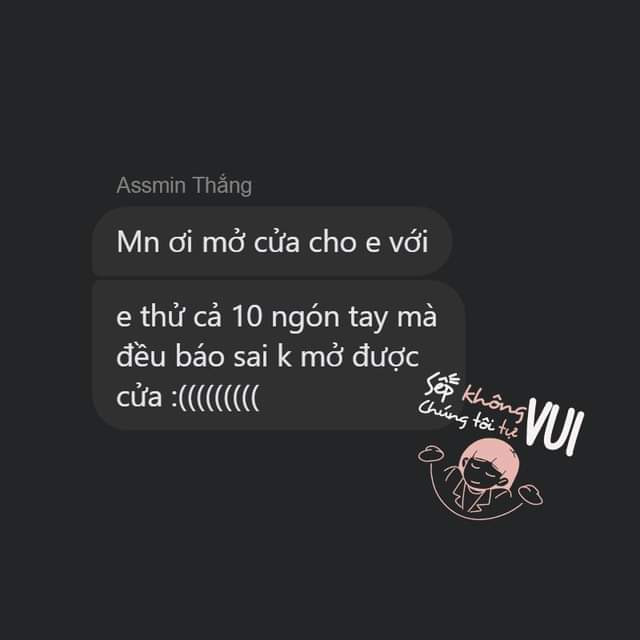 Assmin Thắng
Mn ơi mở cửa cho e với
e thử cả 10 ngón tay mà
đều báo sai k mở được
cửa :(((((((((
Sếp không
Chúng tôi tự VUI